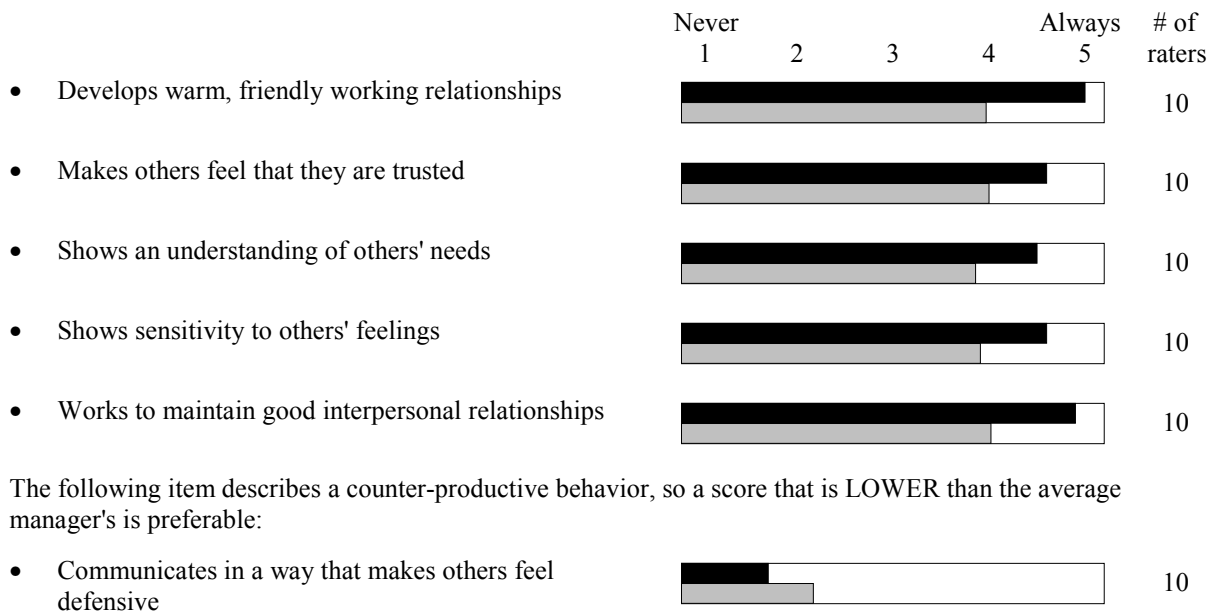 Never Always # of
1 2 3 4 5 raters
• Develops warm, friendly working relationships 10
• Makes others feel that they are trusted 10
• Shows an understanding of others' needs 10
• Shows sensitivity to others' feelings 10
• Works to maintain good interpersonal relationships 10
The following item describes a counter-productive behavior, so a score that is LOWER than the average
manager's is preferable:
• Communicates in a way that makes others feel 10
defensive